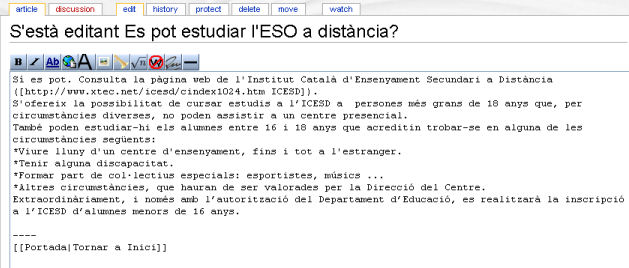 article discussion edit history protect delete move watch
S'està editant Es pot estudiar l'ESO a distància?
B I Ab A √n W
Si es pot. Consulta la pàgina web de l'Institut Català d'Ensenyament Secundari a Distància
([http://www.xtec.net/icesd/cindex1024.htm ICESD]).
S'ofereix la possibilitat de cursar estudis a l’ICESD a persones més grans de 18 anys que, per
circumstàncies diverses, no poden assistir a un centre presencial.
També poden estudiar-hi els alumnes entre 16 i 18 anys que acreditin trobar-se en alguna de les
circumstàncies següents:
*Viure lluny d'un centre d'ensenyament, fins i tot a l'estranger.
*Tenir alguna discapacitat.
*Formar part de col·lectius especials: esportistes, músics ...
*Altres circumstàncies, que hauran de ser valorades per la Direcció del Centre.
Extraordinàriament, i només amb l’autorització del Departament d’Educació, es realitzarà la inscripció
a l’ICESD d’alumnes menors de 16 anys.
----
[[Portada|Tornar a Inici]]